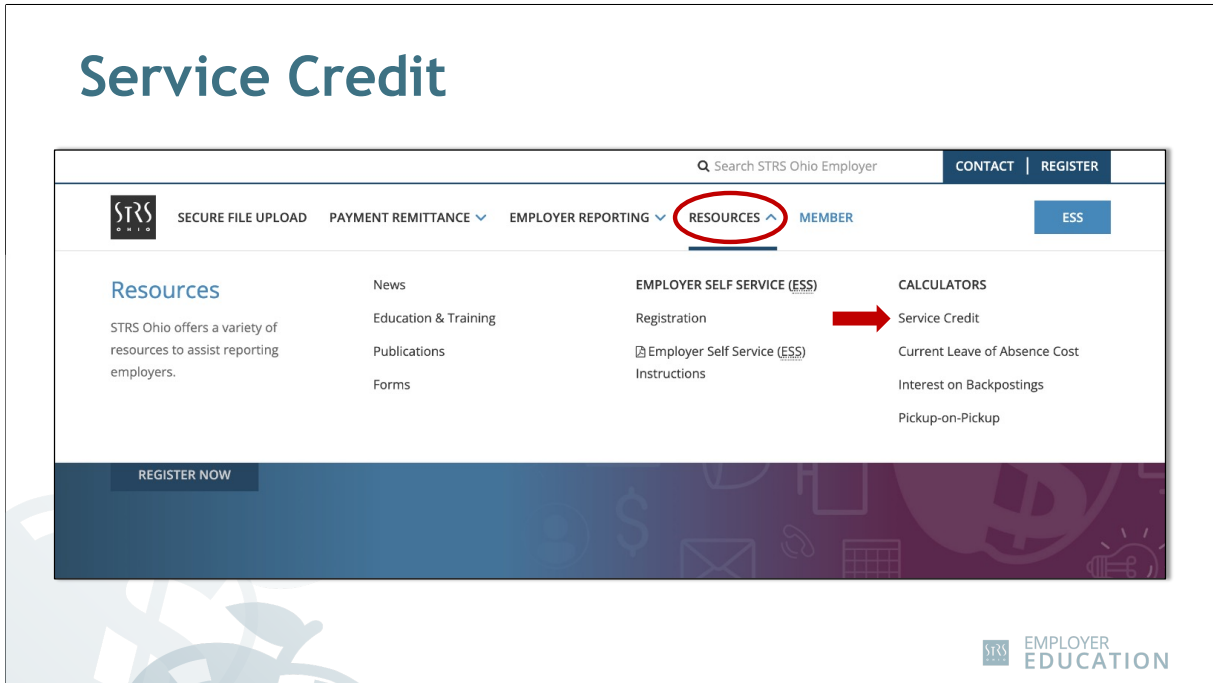 Service Credit
Search STRS Ohio Employer
CONTACT | REGISTER
STRS
OHIO
SECURE FILE UPLOAD
PAYMENT REMITTANCE
EMPLOYER REPORTING
RESOURCES
MEMBER
ESS
Resources
STRS Ohio offers a variety of
resources to assist reporting
employers.
News
Education & Training
Publications
Forms
EMPLOYER SELF SERVICE (ESS)
Registration
Employer Self Service (ESS)
Instructions
CALCULATORS
Service Credit
Current Leave of Absence Cost
Interest on Backpostings
Pickup-on-Pickup
REGISTER NOW
STRS
OHIO
EMPLOYER
EDUCATION